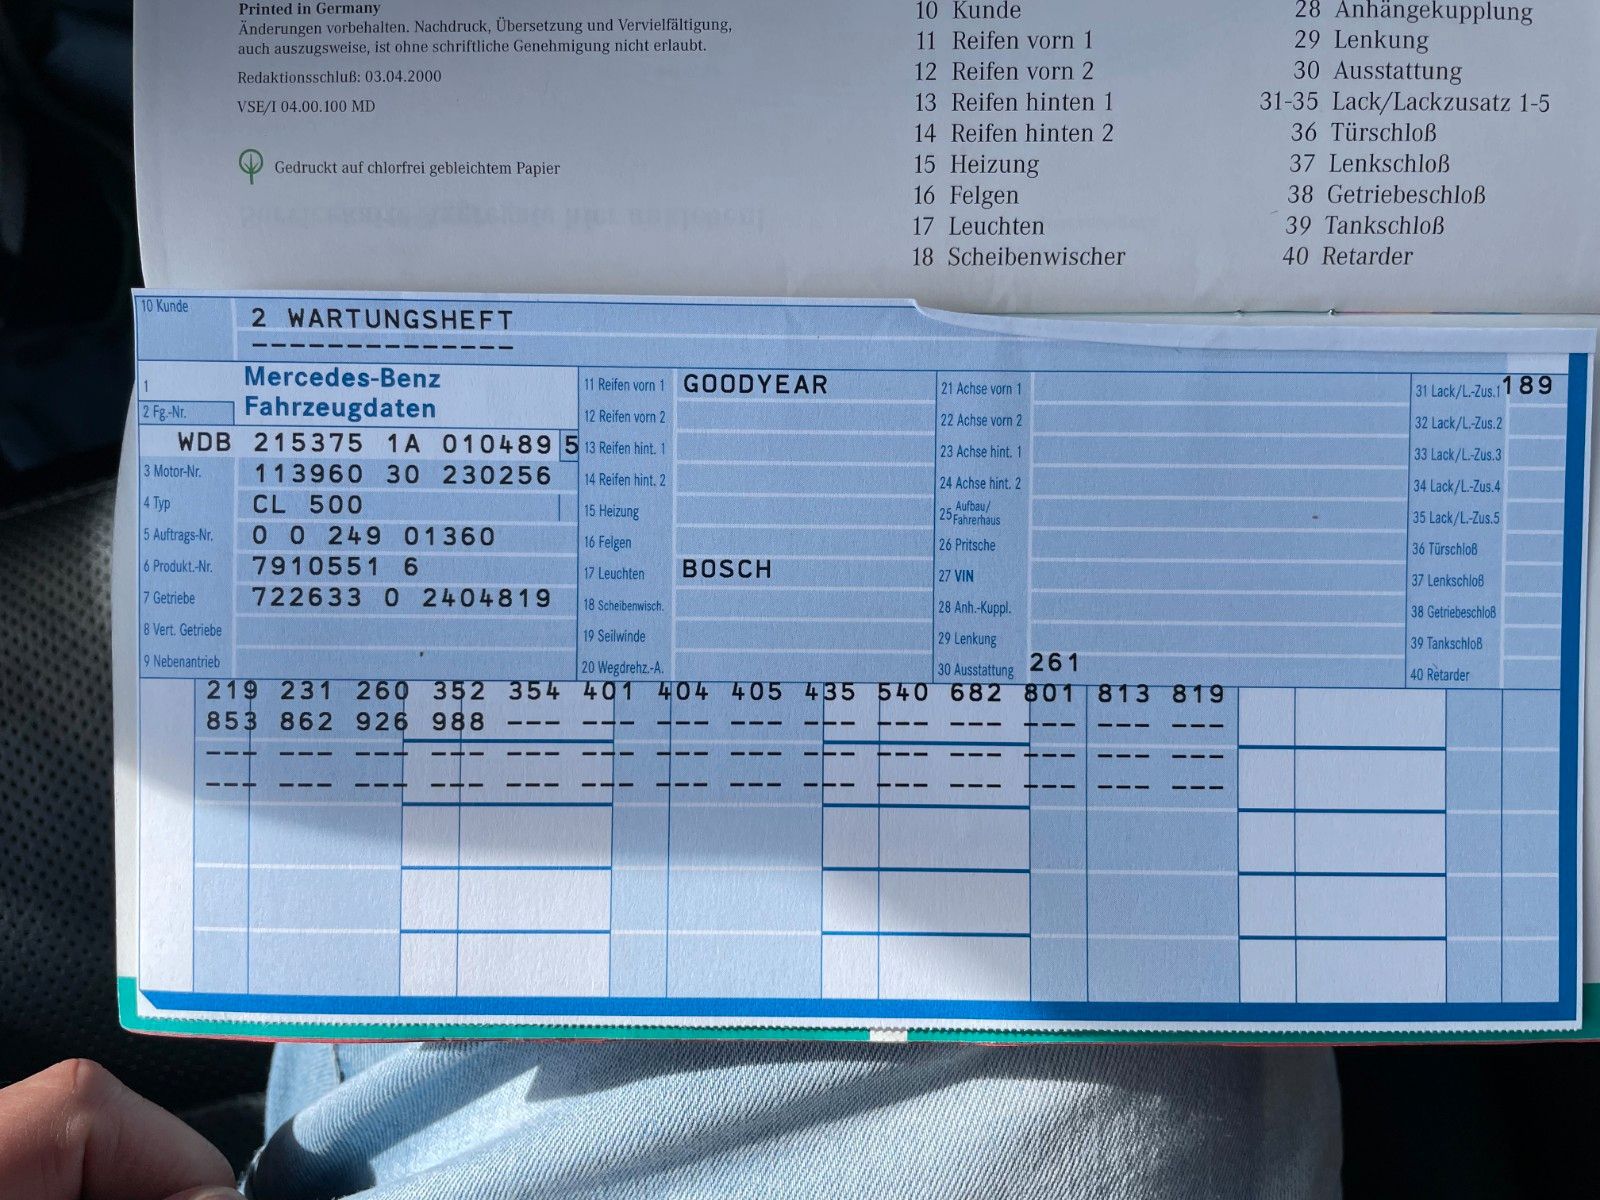 Printed in Germany
Änderungen vorbehalten. Nachdruck, Übersetzung und Vervielfältigung,
auch auszugsweise, ist ohne schriftliche Genehmigung nicht erlaubt.
Redaktionsschluß: 03.04.2000
VSE/I 04.00.100 MD
Gedruckt auf chlorfrei gebleichtem Papier
10 Kunde
11 Reifen vorn 1
12 Reifen vorn 2
13 Reifen hinten 1
14 Reifen hinten 2
15 Heizung
16 Felgen
17 Leuchten
18 Scheibenwischer
28 Anhängekupplung
29 Lenkung
30 Ausstattung
31-35 Lack/Lackzusatz 1-5
36 Türschloß
37 Lenkschloß
38 Getriebeschloß
39 Tankschloß
40 Retarder
10 Kunde
2 WARTUNGSHEFT
--------------
1 Mercedes-Benz
Fahrzeugdaten
2 Fg.-Nr.
WDB 215375 1A 010489 5
3 Motor-Nr. 113960 30 230256
4 Typ CL 500
5 Auftrags-Nr. 0 0 249 01360
6 Produkt.-Nr. 7910551 6
7 Getriebe 722633 0 2404819
8 Vert. Getriebe
9 Nebenantrieb
11 Reifen vorn 1 GOODYEAR
12 Reifen vorn 2
13 Reifen hint. 1
14 Reifen hint. 2
15 Heizung
16 Felgen
17 Leuchten BOSCH
18 Scheibenwisch.
19 Seilwinde
20 Wegdrehz.-A.
21 Achse vorn 1
22 Achse vorn 2
23 Achse hint. 1
24 Achse hint. 2
25 Aufbau/
Fahrerhaus
26 Pritsche
27 VIN
28 Anh.-Kuppl.
29 Lenkung
30 Ausstattung 261
31 Lack/L.-Zus.1 189
32 Lack/L.-Zus.2
33 Lack/L.-Zus.3
34 Lack/L.-Zus.4
35 Lack/L.-Zus.5
36 Türschloß
37 Lenkschloß
38 Getriebeschloß
39 Tankschloß
40 Retarder
219 231 260 352 354 401 404 405 435 540 682 801 813 819
853 862 926 988 --- --- --- --- --- --- --- --- --- ---
--- --- --- --- --- --- --- --- --- --- --- --- --- ---
--- --- --- --- --- --- --- --- --- --- --- --- --- ---